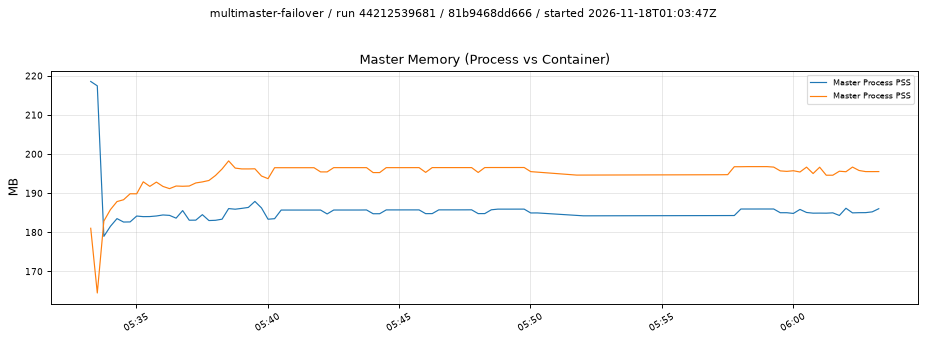 multimaster-failover / run 44212539681 / 81b9468dd666 / started 2026-11-18T01:03:47Z
Master Memory (Process vs Container)
Master Process PSS
Master Process PSS
MB
220
210
200
190
180
170
05:35
05:40
05:45
05:50
05:55
06:00